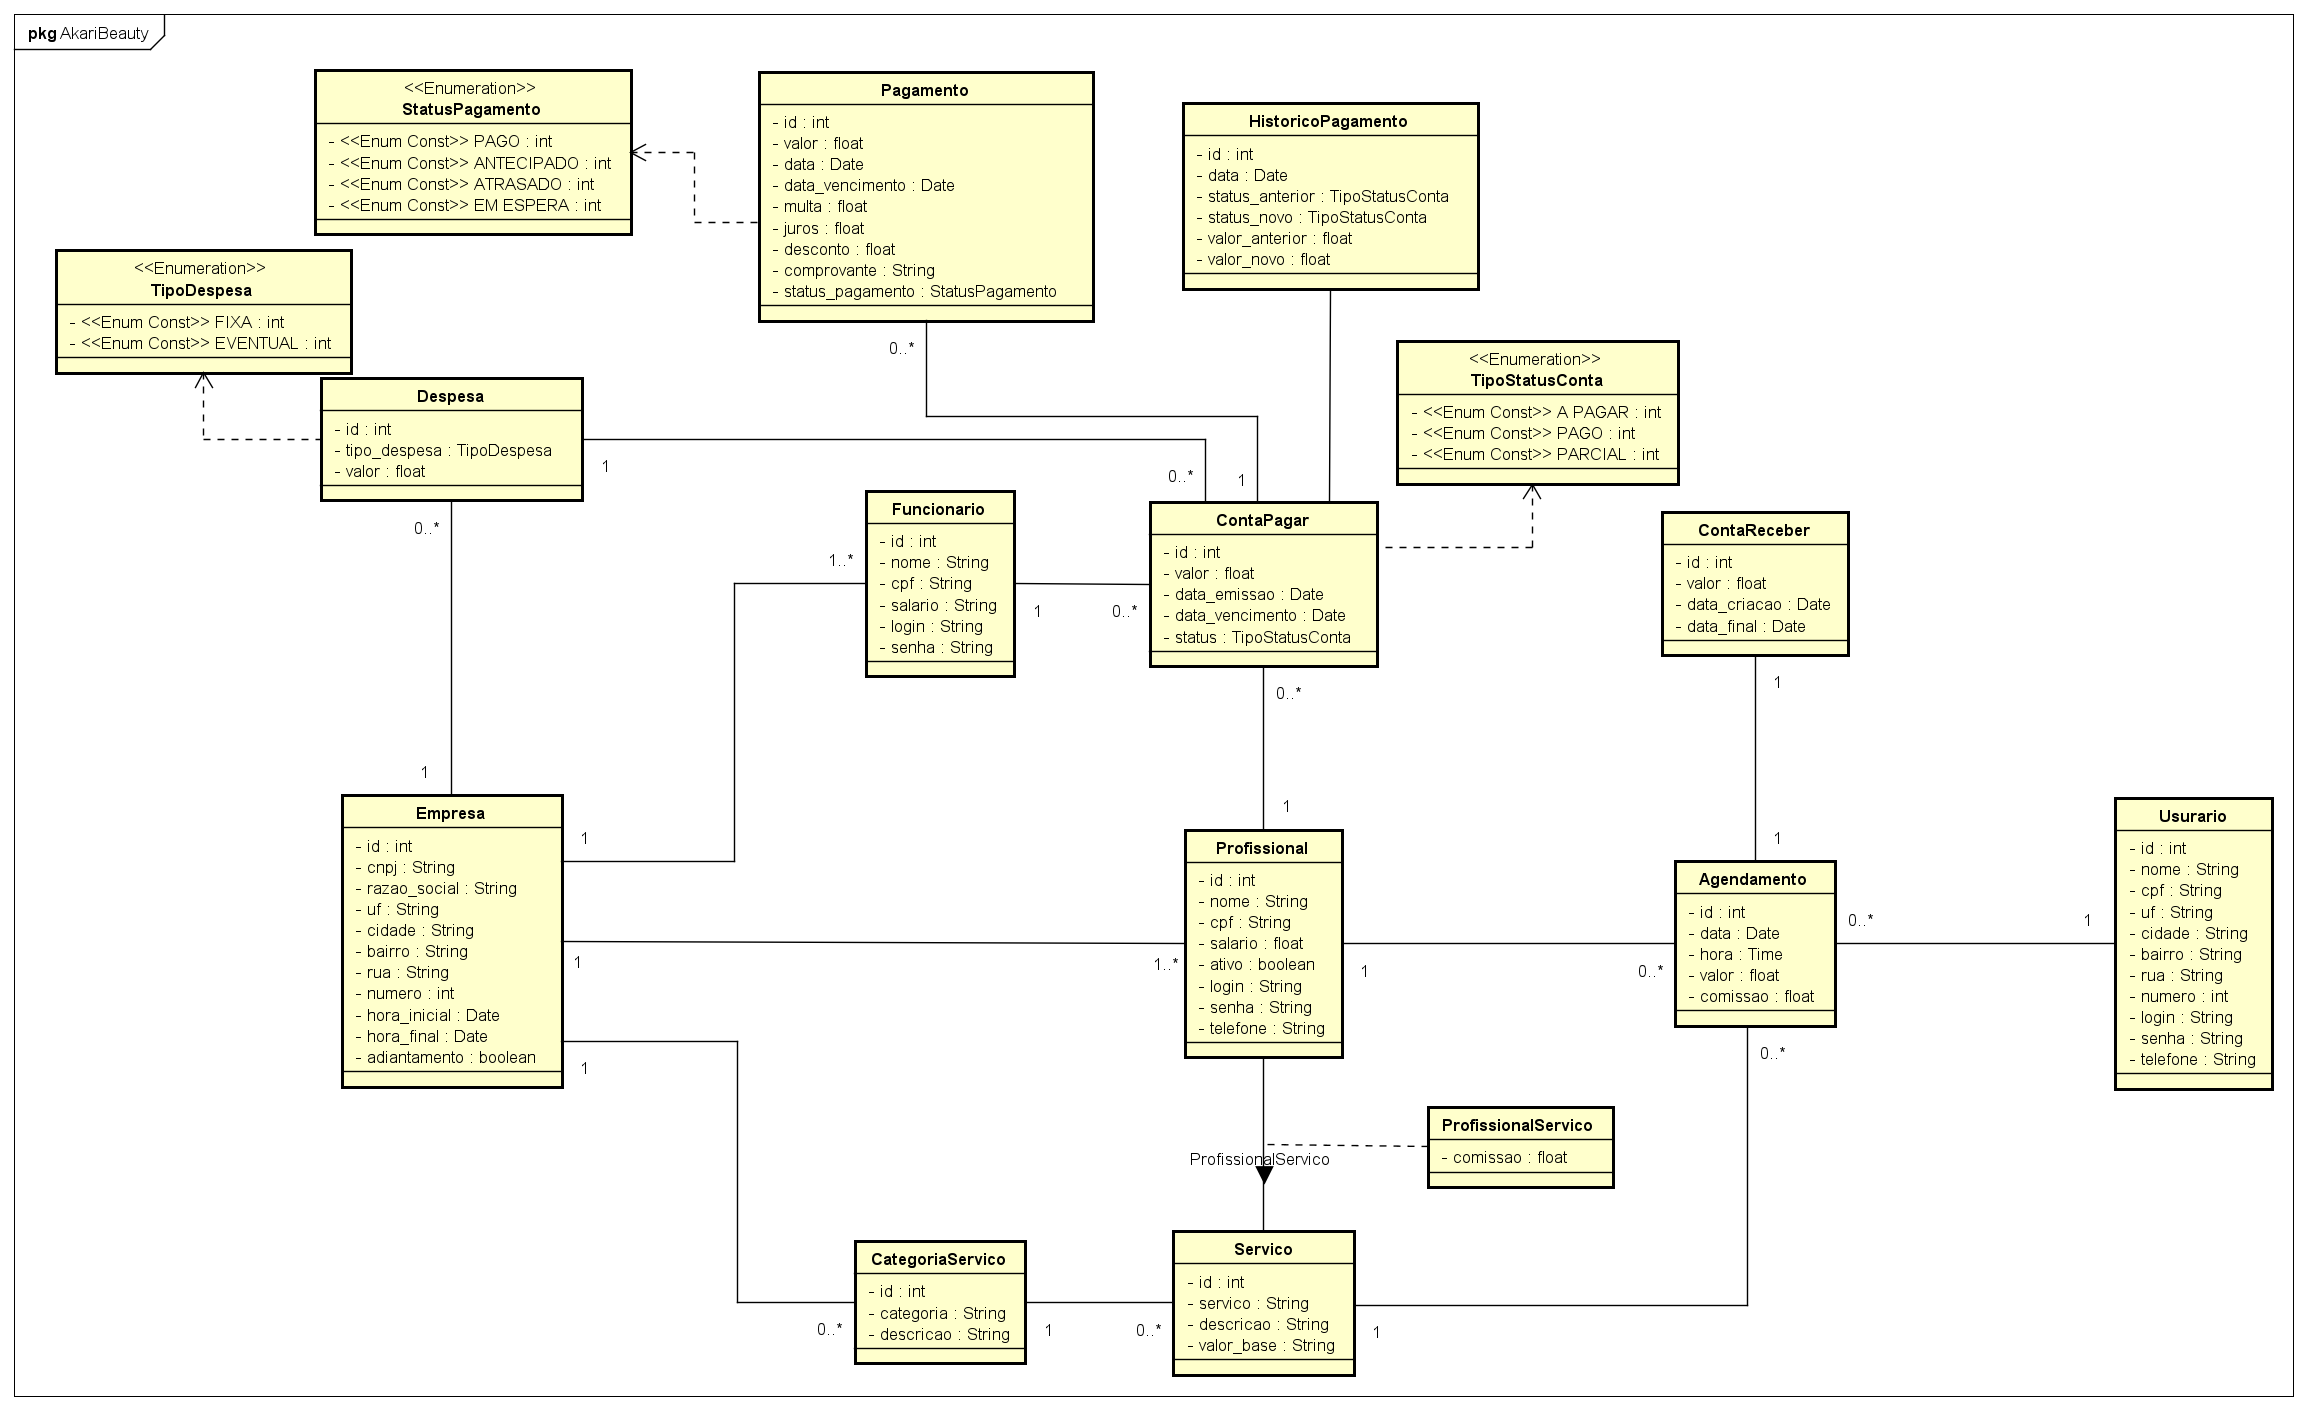 pkg AkariBeauty
<<Enumeration>>
StatusPagamento
- <<Enum Const>> PAGO : int
- <<Enum Const>> ANTECIPADO : int
- <<Enum Const>> ATRASADO : int
- <<Enum Const>> EM ESPERA : int
Pagamento
- id : int
- valor : float
- data : Date
- data_vencimento : Date
- multa : float
- juros : float
- desconto : float
- comprovante : String
- status_pagamento : StatusPagamento
0..*
HistoricoPagamento
- id : int
- data : Date
- status_anterior : TipoStatusConta
- status_novo : TipoStatusConta
- valor_anterior : float
- valor_novo : float
<<Enumeration>>
TipoDespesa
- <<Enum Const>> FIXA : int
- <<Enum Const>> EVENTUAL : int
<<Enumeration>>
TipoStatusConta
- <<Enum Const>> A PAGAR : int
- <<Enum Const>> PAGO : int
- <<Enum Const>> PARCIAL : int
Despesa
- id : int
- tipo_despesa : TipoDespesa
- valor : float
1
0..*
1
0..*
Funcionario
- id : int
- nome : String
- cpf : String
- salario : String
- login : String
- senha : String
1..*
1
0..*
ContaPagar
- id : int
- valor : float
- data_emissao : Date
- data_vencimento : Date
- status : TipoStatusConta
0..*
1
ContaReceber
- id : int
- valor : float
- data_criacao : Date
- data_final : Date
1
1
1
Empresa
- id : int
- cnpj : String
- razao_social : String
- uf : String
- cidade : String
- bairro : String
- rua : String
- numero : int
- hora_inicial : Date
- hora_final : Date
- adiantamento : boolean
1
1
1
1..*
Profissional
- id : int
- nome : String
- cpf : String
- salario : float
- ativo : boolean
- login : String
- senha : String
- telefone : String
1
0..*
Agendamento
- id : int
- data : Date
- hora : Time
- valor : float
- comissao : float
0..*
1
0..*
Usurario
- id : int
- nome : String
- cpf : String
- uf : String
- cidade : String
- bairro : String
- rua : String
- numero : int
- login : String
- senha : String
- telefone : String
ProfissionalServico
- comissao : float
ProfissionalServico
CategoriaServico
- id : int
- categoria : String
- descricao : String
0..*
1
0..*
Servico
- id : int
- servico : String
- descricao : String
- valor_base : String
1